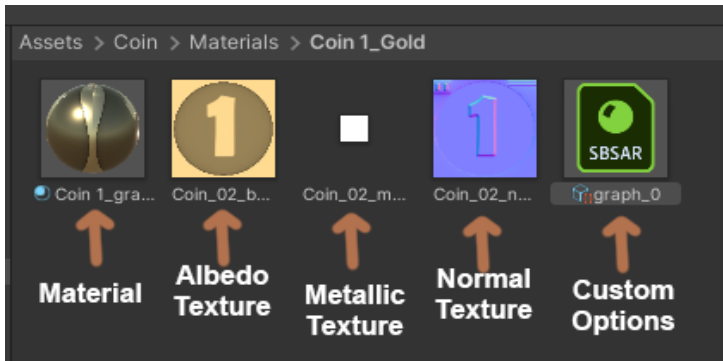 Assets > Coin > Materials > Coin 1_Gold
1
1
SBSAR
Coin 1_gra...
Coin_02_b...
Coin_02_m...
Coin_02_n...
graph_0
Material
Albedo
Texture
Metallic
Texture
Normal
Texture
Custom
Options